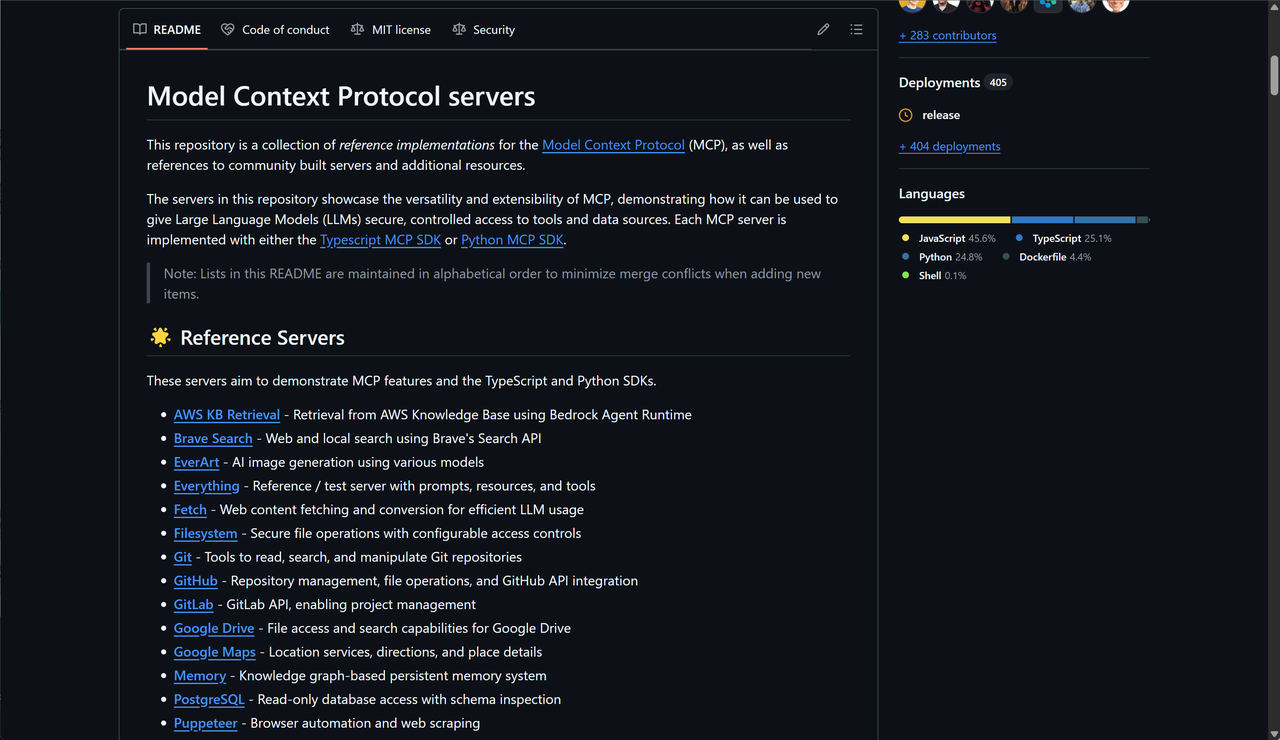 README
Code of conduct
MIT license
Security
Model Context Protocol servers
This repository is a collection of reference implementations for the Model Context Protocol (MCP), as well as
references to community built servers and additional resources.
The servers in this repository showcase the versatility and extensibility of MCP, demonstrating how it can be used to
give Large Language Models (LLMs) secure, controlled access to tools and data sources. Each MCP server is
implemented with either the Typescript MCP SDK or Python MCP SDK.
Note: Lists in this README are maintained in alphabetical order to minimize merge conflicts when adding new
items.
🌟 Reference Servers
These servers aim to demonstrate MCP features and the TypeScript and Python SDKs.
• AWS KB Retrieval - Retrieval from AWS Knowledge Base using Bedrock Agent Runtime
• Brave Search - Web and local search using Brave's Search API
• EverArt - AI image generation using various models
• Everything - Reference / test server with prompts, resources, and tools
• Fetch - Web content fetching and conversion for efficient LLM usage
• Filesystem - Secure file operations with configurable access controls
• Git - Tools to read, search, and manipulate Git repositories
• GitHub - Repository management, file operations, and GitHub API integration
• GitLab - GitLab API, enabling project management
• Google Drive - File access and search capabilities for Google Drive
• Google Maps - Location services, directions, and place details
• Memory - Knowledge graph-based persistent memory system
• PostgreSQL - Read-only database access with schema inspection
• Puppeteer - Browser automation and web scraping
+ 283 contributors
Deployments 405
release
+ 404 deployments
Languages
JavaScript 45.6%
TypeScript 25.1%
Python 24.8%
Dockerfile 4.4%
Shell 0.1%